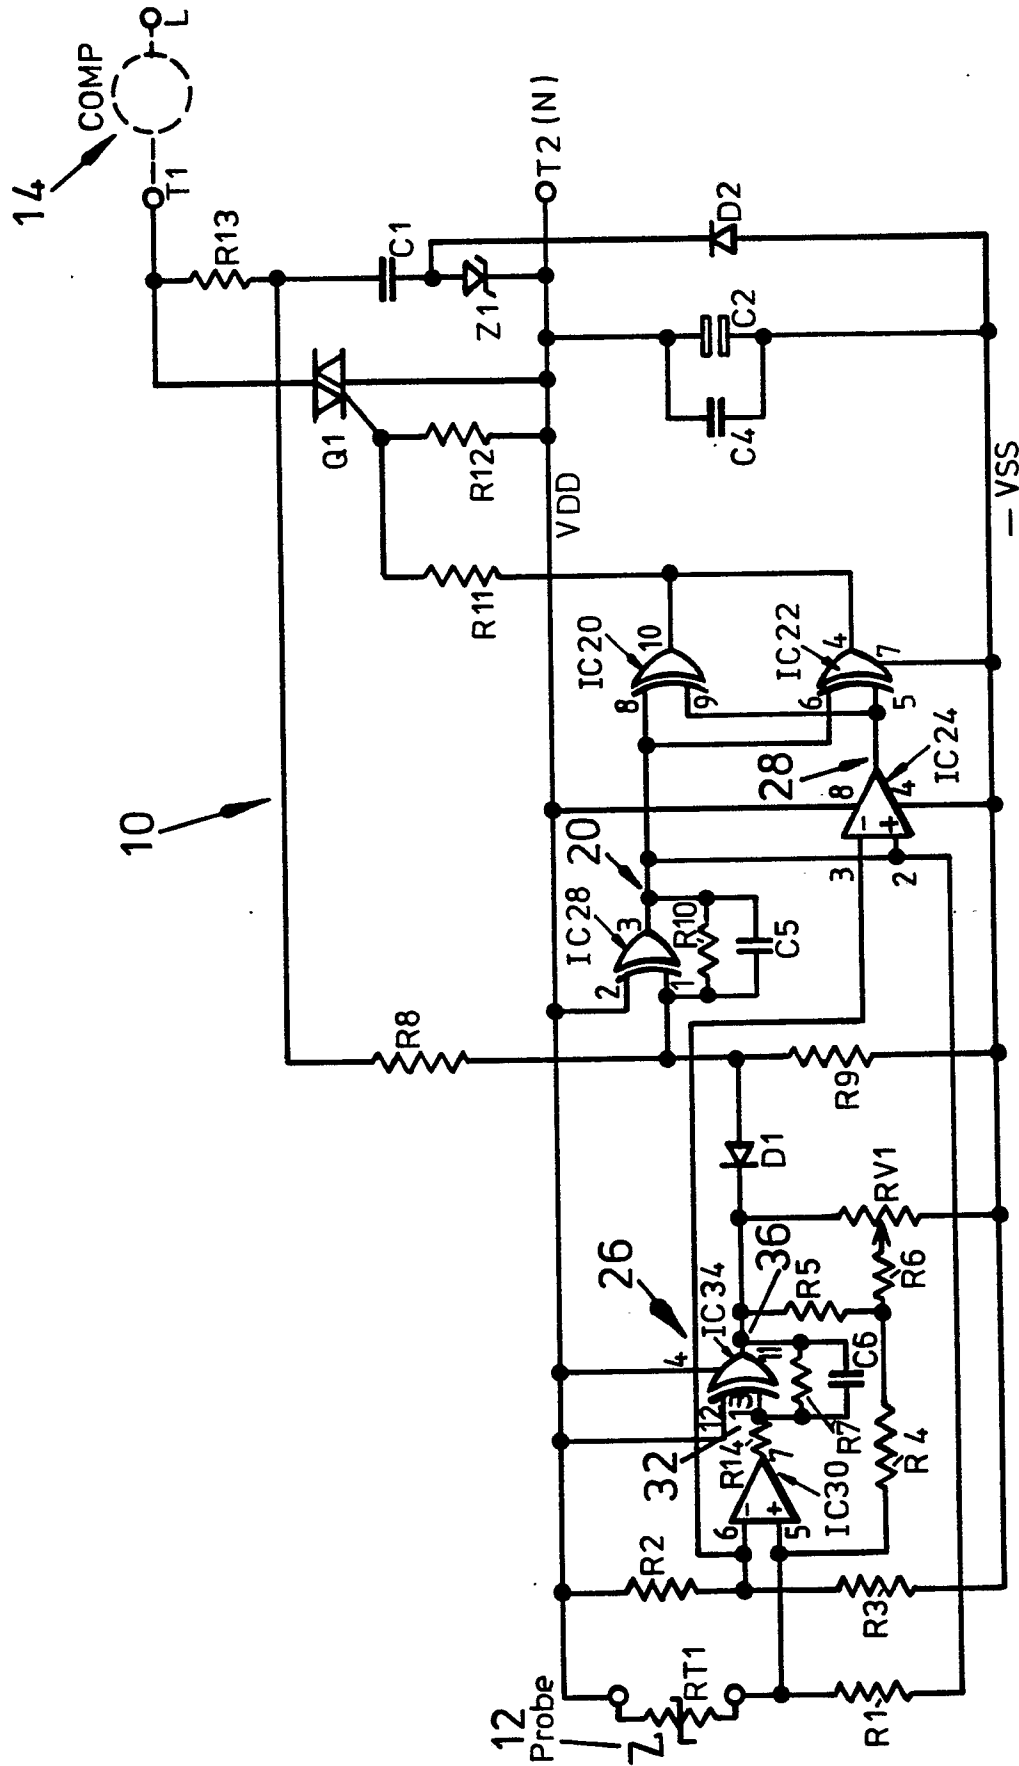 14
COMP
L
T1
R13
10
C1
T2 (N)
Z1
D2
Q1
R12
C2
C4
VDD
- VSS
R11
IC20
10
8
9
IC22
4
7
6
5
28
IC24
8
4
3
2
-
+
20
IC28
3
2
1
R10
C5
R8
R9
D1
RV1
26
36
IC34
R5
R6
4
11
12
13
C6
32
R14
7
R7
R4
IC30
6
5
-
+
R2
R3
12
Probe
RT1
R1